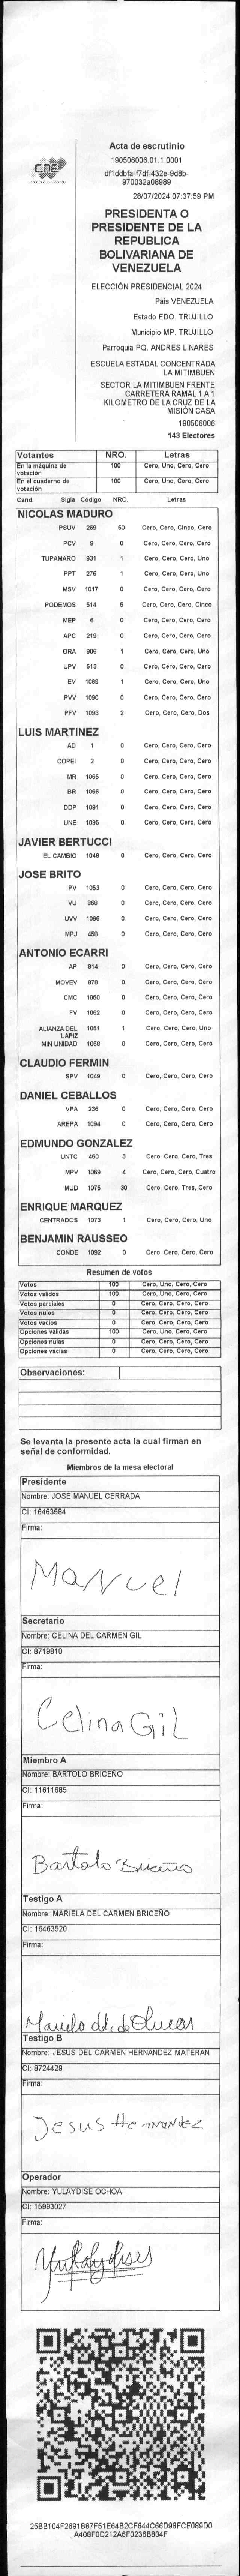 CNE
Acta de escrutinio
190506006.01.1.0001
df1ddbfa-f7df-432e-9d8b-
970032a08989
28/07/2024 07:37:59 PM
PRESIDENTA O
PRESIDENTE DE LA
REPUBLICA
BOLIVARIANA DE
VENEZUELA
ELECCIÓN PRESIDENCIAL 2024
Pais VENEZUELA
Estado EDO. TRUJILLO
Municipio MP. TRUJILLO
Parroquia PQ. ANDRES LINARES
ESCUELA ESTADAL CONCENTRADA
LA MITIMBUEN
SECTOR LA MITIMBUEN FRENTE
CARRETERA RAMAL 1 A 1
KILOMETRO DE LA CRUZ DE LA
MISIÓN CASA
190506006
143 Electores
Votantes NRO. Letras
En la máquina de votación 100 Cero, Uno, Cero, Cero
En el cuaderno de votación 100 Cero, Uno, Cero, Cero
Cand. Sigla Código NRO. Letras
NICOLAS MADURO
PSUV 269 50 Cero, Cero, Cinco, Cero
PCV 9 0 Cero, Cero, Cero, Cero
TUPAMARO 931 1 Cero, Cero, Cero, Uno
PPT 276 1 Cero, Cero, Cero, Uno
MSV 1017 0 Cero, Cero, Cero, Cero
PODEMOS 514 5 Cero, Cero, Cero, Cinco
MEP 6 0 Cero, Cero, Cero, Cero
APC 219 0 Cero, Cero, Cero, Cero
ORA 906 1 Cero, Cero, Cero, Uno
UPV 513 0 Cero, Cero, Cero, Cero
EV 1089 1 Cero, Cero, Cero, Uno
PVV 1090 0 Cero, Cero, Cero, Cero
PFV 1093 2 Cero, Cero, Cero, Dos
LUIS MARTINEZ
AD 1 0 Cero, Cero, Cero, Cero
COPEI 2 0 Cero, Cero, Cero, Cero
MR 1065 0 Cero, Cero, Cero, Cero
BR 1066 0 Cero, Cero, Cero, Cero
DDP 1091 0 Cero, Cero, Cero, Cero
UNE 1095 0 Cero, Cero, Cero, Cero
JAVIER BERTUCCI
EL CAMBIO 1048 0 Cero, Cero, Cero, Cero
JOSE BRITO
PV 1053 0 Cero, Cero, Cero, Cero
VU 868 0 Cero, Cero, Cero, Cero
UVV 1096 0 Cero, Cero, Cero, Cero
MPJ 458 0 Cero, Cero, Cero, Cero
ANTONIO ECARRI
AP 814 0 Cero, Cero, Cero, Cero
MOVEV 878 0 Cero, Cero, Cero, Cero
CMC 1050 0 Cero, Cero, Cero, Cero
FV 1062 0 Cero, Cero, Cero, Cero
ALIANZA DEL LAPIZ 1051 1 Cero, Cero, Cero, Uno
MIN UNIDAD 1068 0 Cero, Cero, Cero, Cero
CLAUDIO FERMIN
SPV 1049 0 Cero, Cero, Cero, Cero
DANIEL CEBALLOS
VPA 238 0 Cero, Cero, Cero, Cero
AREPA 1094 0 Cero, Cero, Cero, Cero
EDMUNDO GONZALEZ
UNTC 460 3 Cero, Cero, Cero, Tres
MPV 1069 4 Cero, Cero, Cero, Cuatro
MUD 1075 30 Cero, Cero, Tres, Cero
ENRIQUE MARQUEZ
CENTRADOS 1073 1 Cero, Cero, Cero, Uno
BENJAMIN RAUSSEO
CONDE 1092 0 Cero, Cero, Cero, Cero
Resumen de votos
Votos 100 Cero, Uno, Cero, Cero
Votos validos 100 Cero, Uno, Cero, Cero
Votos parciales 0 Cero, Cero, Cero, Cero
Votos nulos 0 Cero, Cero, Cero, Cero
Votos vacios 0 Cero, Cero, Cero, Cero
Opciones validas 100 Cero, Uno, Cero, Cero
Opciones nulas 0 Cero, Cero, Cero, Cero
Opciones vacias 0 Cero, Cero, Cero, Cero
Observaciones:
Se levanta la presente acta la cual firman en
señal de conformidad.
Miembros de la mesa electoral
Presidente
Nombre: JOSE MANUEL CERRADA
CI: 16463584
Firma:
Manuel
Secretario
Nombre: CELINA DEL CARMEN GIL
CI: 8719810
Firma:
Celina Gil
Miembro A
Nombre: BARTOLO BRICEÑO
CI: 11611685
Firma:
Bartolo Briceño
Testigo A
Nombre: MARIELA DEL CARMEN BRICEÑO
CI: 16463520
Firma:
Testigo B
Nombre: JESUS DEL CARMEN HERNANDEZ MATERAN
CI: 8724429
Firma:
Jesus Hernandez
Operador
Nombre: YULAYDISE OCHOA
CI: 15993027
Firma:
25BB104F2691B87F51E64B2CF644C66D98FCE089D0
A408F0D212A6F0236B804F